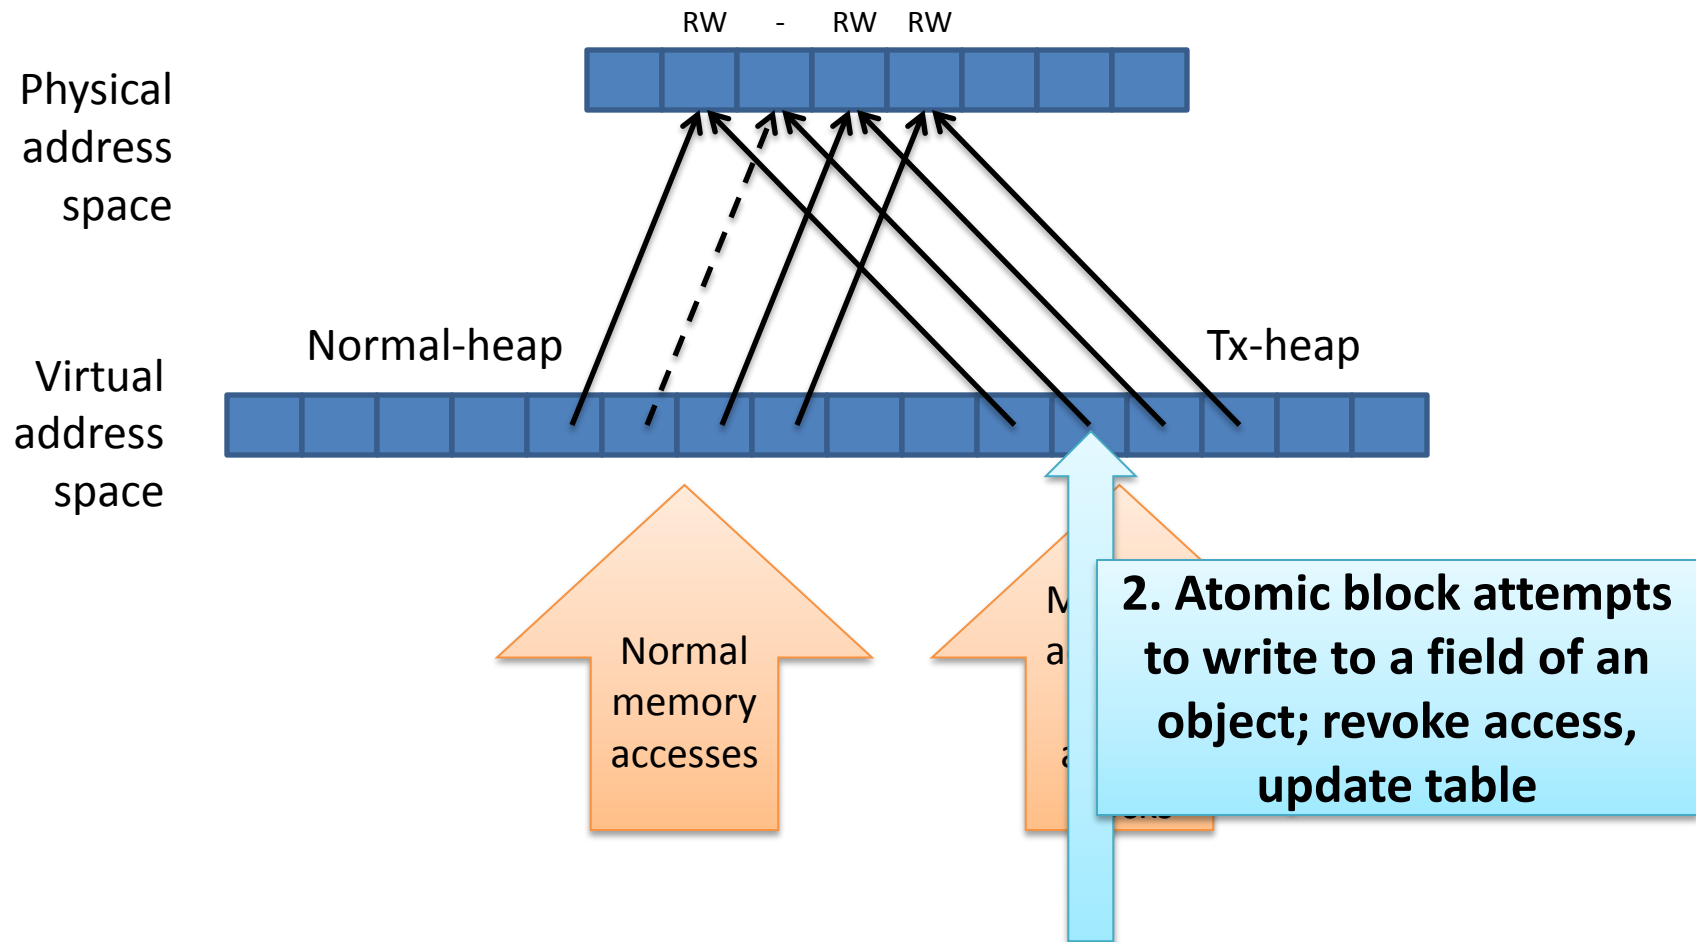 RW - RW RW
Physical
address
space
Normal-heap
Tx-heap
Virtual
address
space
Normal
memory
accesses
2. Atomic block attempts
to write to a field of an
object; revoke access,
update table